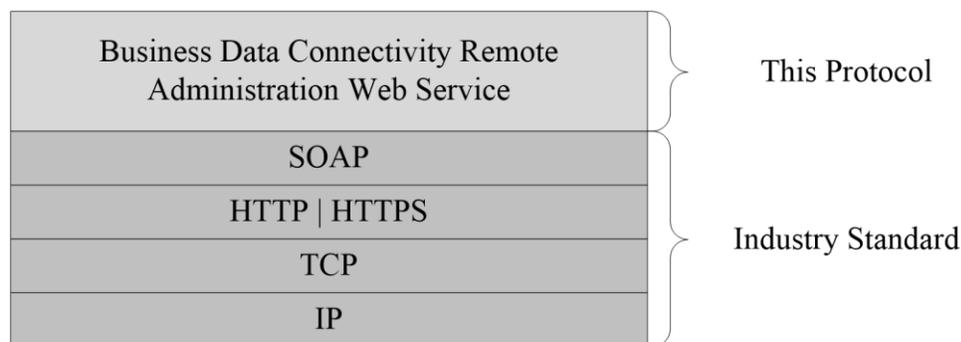 Business Data Connectivity Remote
Administration Web Service
This Protocol
SOAP
HTTP | HTTPS
TCP
IP
Industry Standard